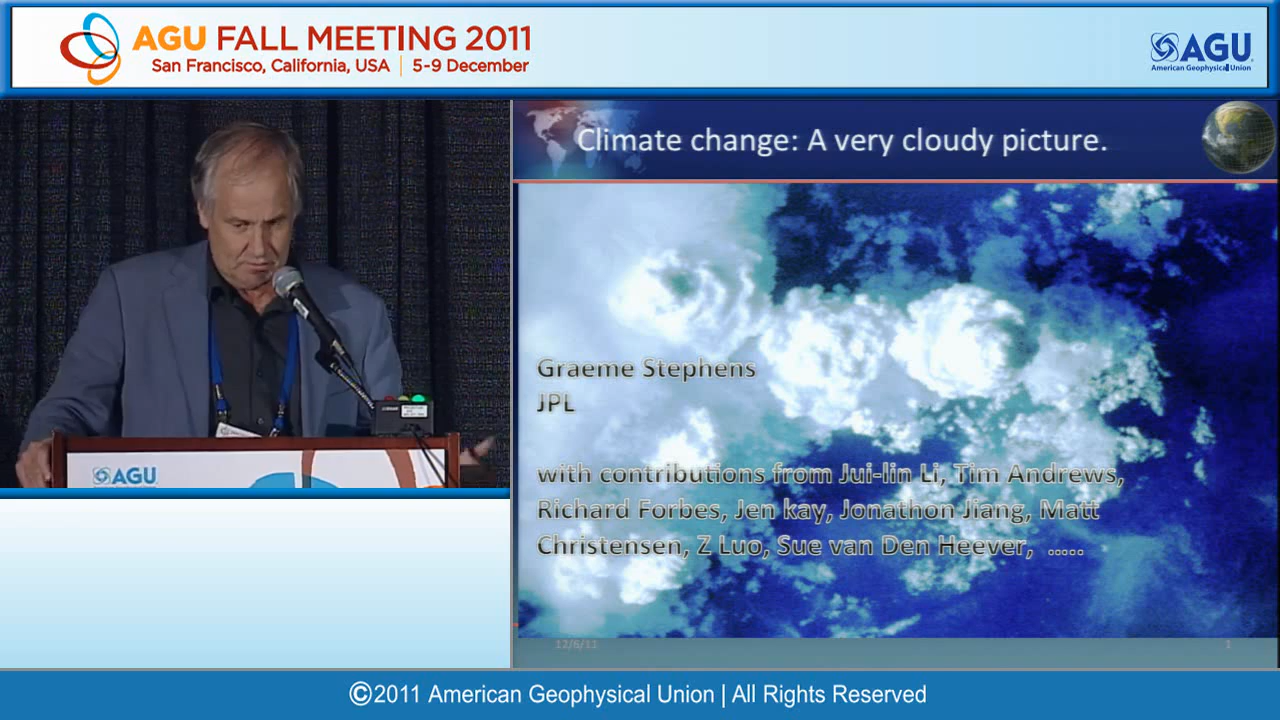 AGU FALL MEETING 2011
San Francisco, California, USA | 5-9 December
AGU
American Geophysical Union
Climate change: A very cloudy picture.
Graeme Stephens
JPL
with contributions from Jui-lin Li, Tim Andrews,
Richard Forbes, Jen kay, Jonathon Jiang, Matt
Christensen, Z Luo, Sue van Den Heever, .....
12/6/11
1
AGU
©2011 American Geophysical Union | All Rights Reserved